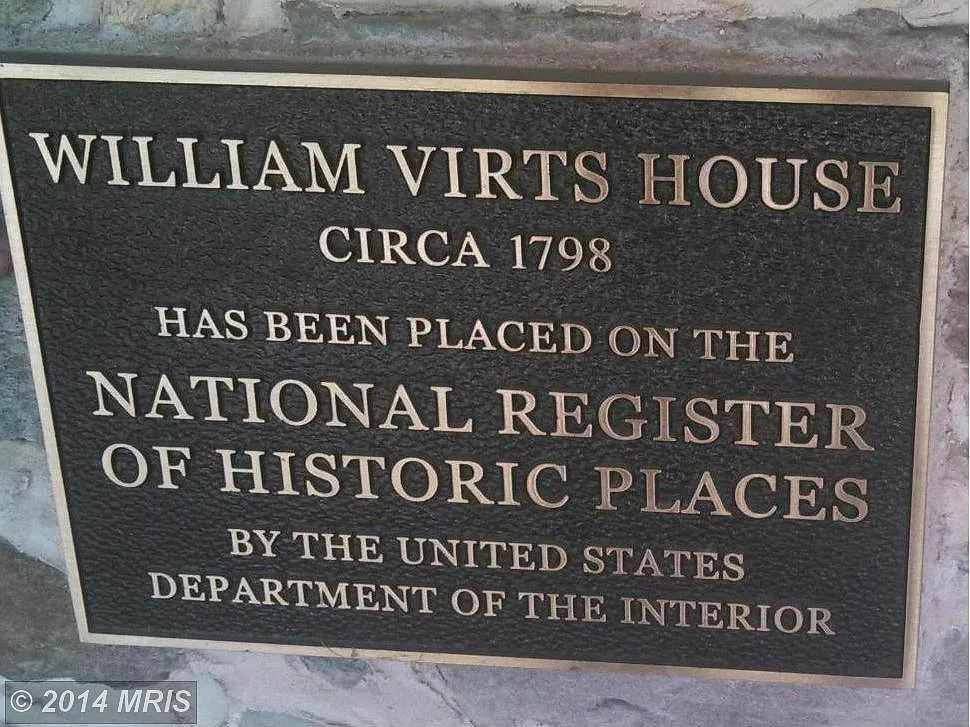 WILLIAM VIRTS HOUSE
CIRCA 1798
HAS BEEN PLACED ON THE
NATIONAL REGISTER
OF HISTORIC PLACES
BY THE UNITED STATES
DEPARTMENT OF THE INTERIOR
© 2014 MRIS